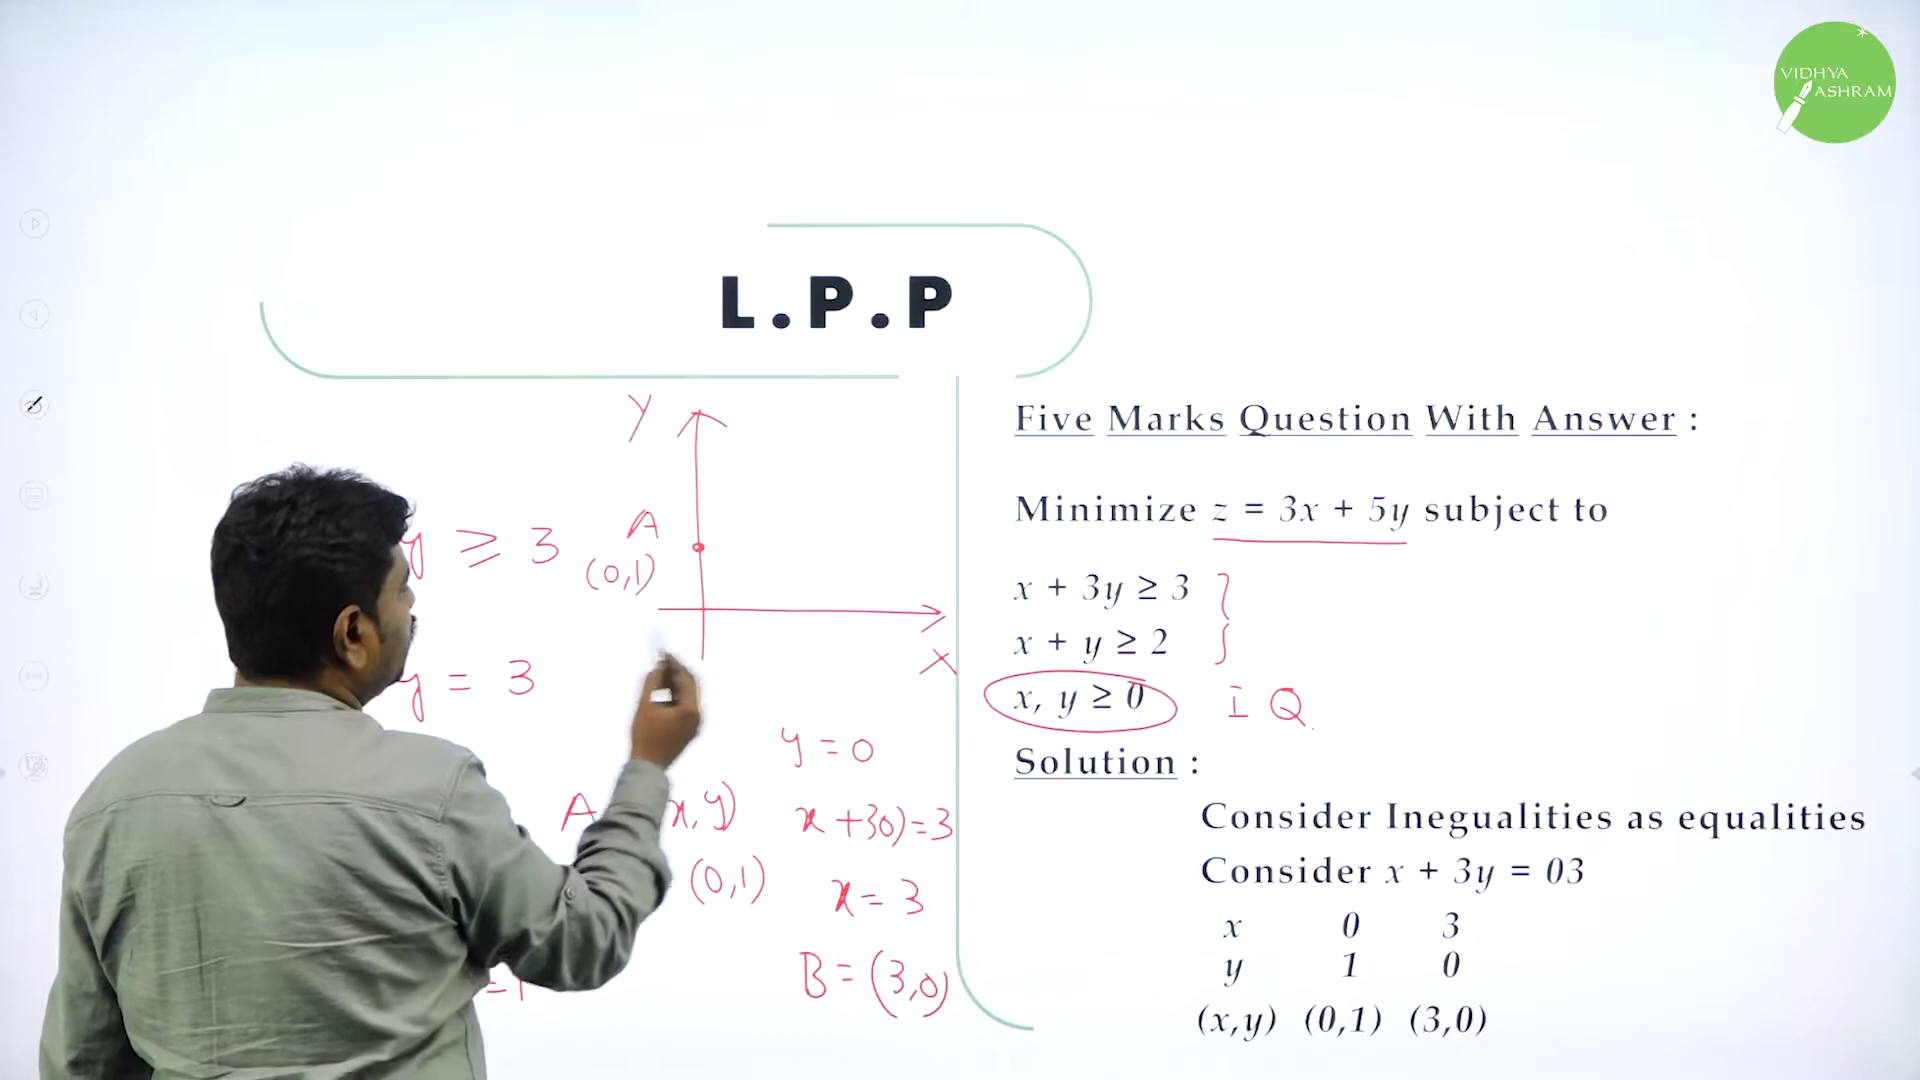 VIDHYA
ASHRAM
L.P.P
Y
y ≥ 3
A
(0,1)
X
y = 3
y = 0
A
x, y)
x + 30) = 3
(0,1)
x = 3
B = (3,0)
=1
Five Marks Question With Answer :
Minimize z = 3x + 5y subject to
x + 3y ≥ 3
x + y ≥ 2
x, y ≥ 0 I Q
Solution :
Consider Inegualities as equalities
Consider x + 3y = 03
x 0 3
y 1 0
(x,y) (0,1) (3,0)